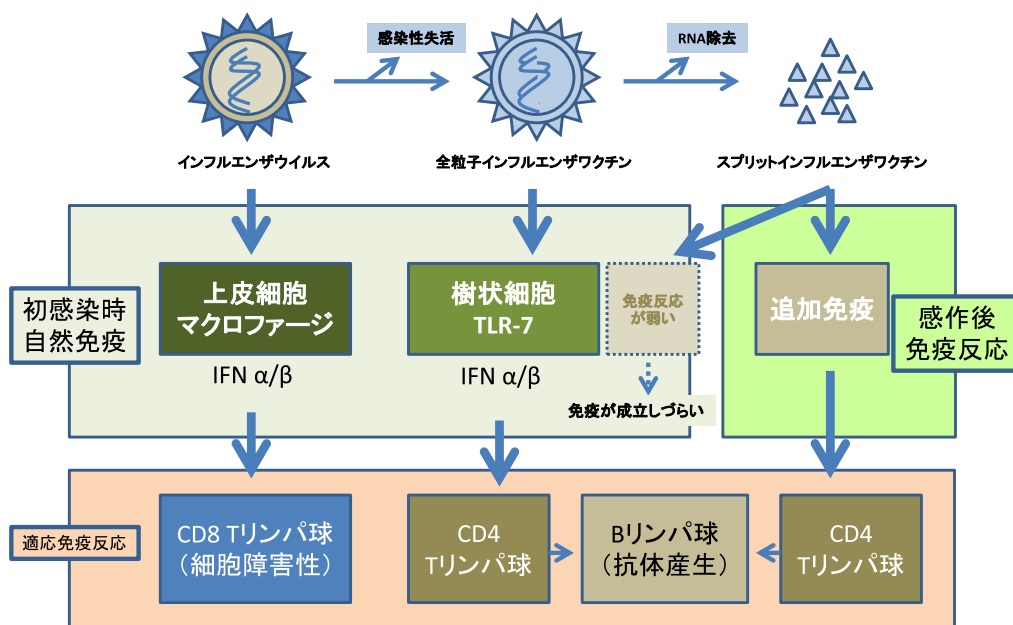 感染性失活
RNA除去
インフルエンザウイルス
全粒子インフルエンザワクチン
スプリットインフルエンザワクチン
初感染時
自然免疫
上皮細胞
マクロファージ
IFN α/β
樹状細胞
TLR-7
IFN α/β
免疫反応
が弱い
免疫が成立しづらい
追加免疫
感作後
免疫反応
適応免疫反応
CD8 Tリンパ球
（細胞障害性）
CD4
Tリンパ球
Bリンパ球
（抗体産生）
CD4
Tリンパ球